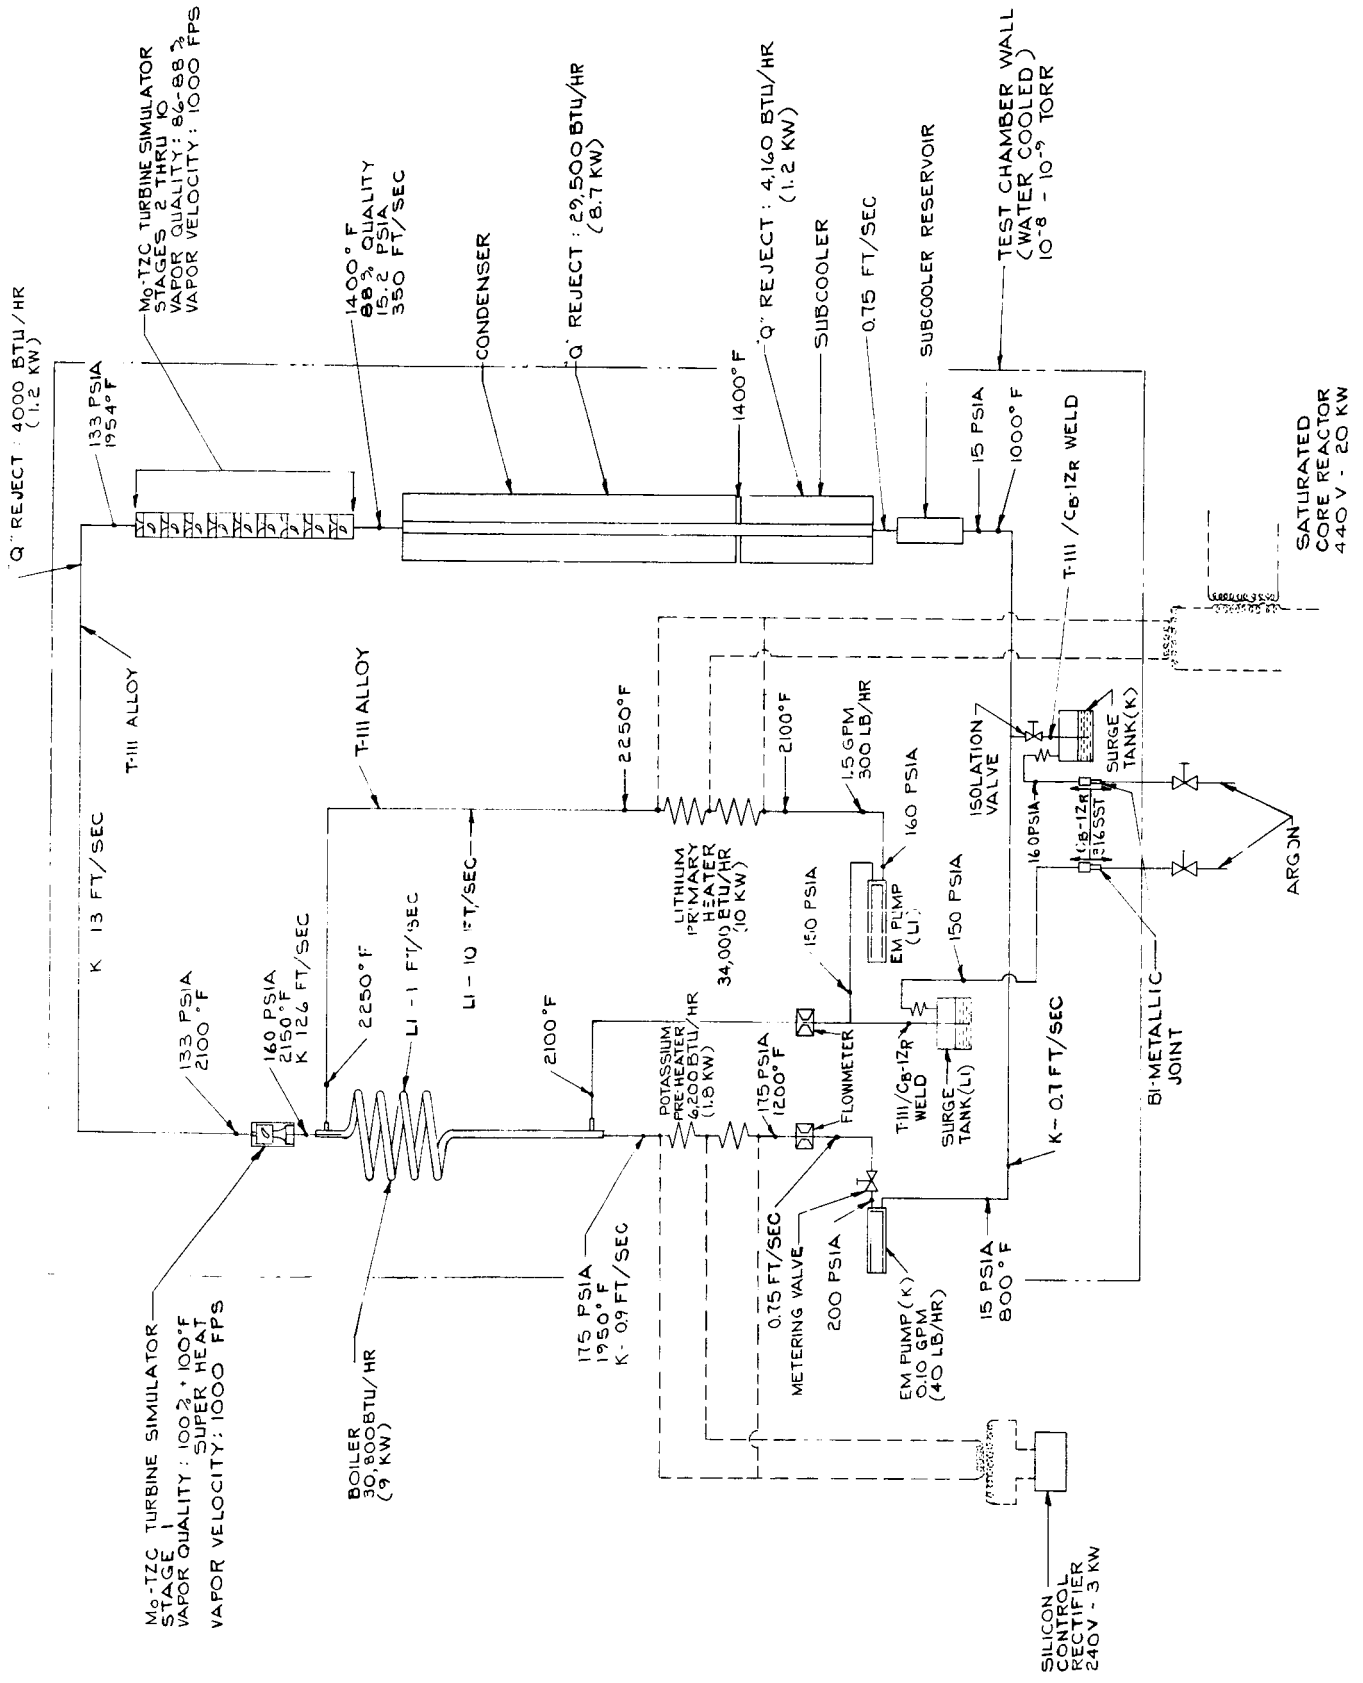 "Q" REJECT : 4000 BTU/HR
(1.2 KW)
Mo-TZC TURBINE SIMULATOR
STAGES 2 THRU 10
VAPOR QUALITY: 86-88%
VAPOR VELOCITY: 1000 FPS
133 PSIA
1954°F
T-111 ALLOY
K 13 FT/SEC
1400°F
88% QUALITY
15.2 PSIA
350 FT/SEC
CONDENSER
"Q" REJECT : 29,500 BTU/HR
(8.7 KW)
1400°F
"Q" REJECT : 4,160 BTU/HR
(1.2 KW)
SUBCOOLER
0.75 FT/SEC
SUBCOOLER RESERVOIR
15 PSIA
1000°F
TEST CHAMBER WALL
(WATER COOLED)
10-8 - 10-9 TORR
T-111/CB-1ZR WELD
SATURATED
CORE REACTOR
440V - 20 KW
T-111 ALLOY
2250°F
LI - 10 FT/SEC
LITHIUM
PRIMARY
HEATER
34,000 BTU/HR
(10 KW)
2100°F
1.5 GPM
300 LB/HR
160 PSIA
EM PUMP
(LI)
150 PSIA
ISOLATION
VALVE
SURGE
TANK(K)
160PSIA
CB-1ZR
316SST
ARGON
150 PSIA
BI-METALLIC
JOINT
133 PSIA
2100°F
160 PSIA
2150°F
K 126 FT/SEC
2250°F
LI - 1 FT/SEC
2100°F
POTASSIUM
PRE-HEATER
6,200 BTU/HR
(1.8 KW)
175 PSIA
1200°F
FLOWMETER
T-111/CB-1ZR
WELD
SURGE
TANK(LI)
K - 0.7 FT/SEC
Mo-TZC TURBINE SIMULATOR
STAGE 1
VAPOR QUALITY: 100% + 100°F
SUPER HEAT
VAPOR VELOCITY: 1000 FPS
BOILER
30,800 BTU/HR
(9 KW)
175 PSIA
1950°F
K - 0.9 FT/SEC
0.75 FT/SEC
METERING VALVE
200 PSIA
EM PUMP (K)
0.10 GPM
(40 LB/HR)
15 PSIA
800°F
SILICON
CONTROL
RECTIFIER
240V - 3 KW